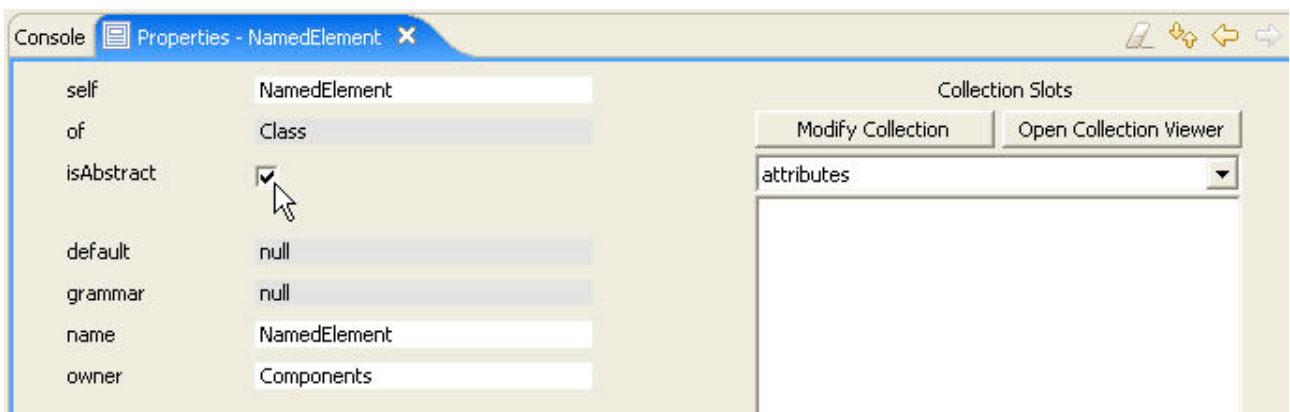 Console Properties - NamedElement
self NamedElement Collection Slots
of Class Modify Collection Open Collection Viewer
isAbstract attributes
default null
grammar null
name NamedElement
owner Components